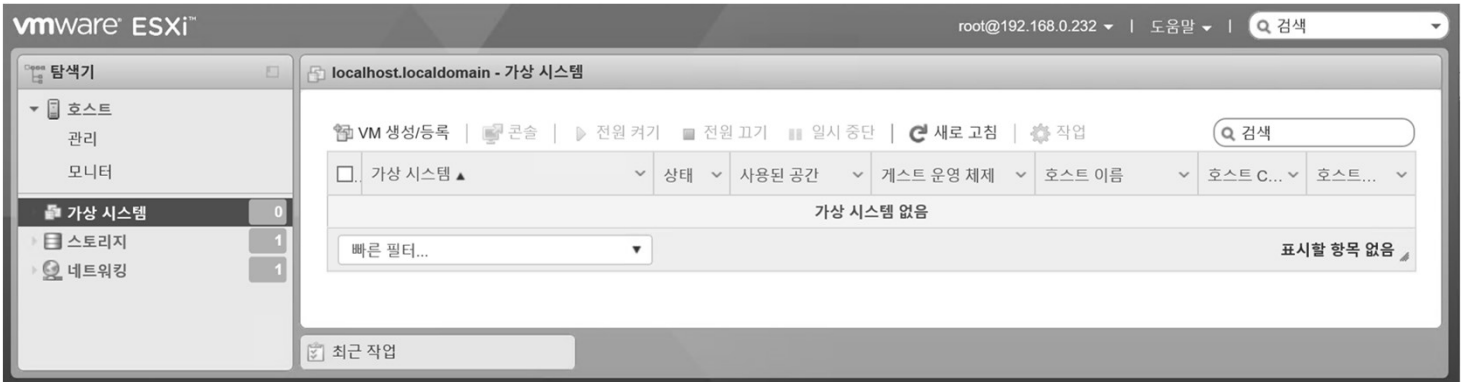 vmware ESXi™
root@192.168.0.232 | 도움말 | 검색
탐색기
호스트
관리
모니터
가상 시스템 0
스토리지 1
네트워킹 1
localhost.localdomain - 가상 시스템
VM 생성/등록 | 콘솔 | 전원 켜기 전원 끄기 일시 중단 | 새로 고침 | 작업 검색
가상 시스템 상태 사용된 공간 게스트 운영 체제 호스트 이름 호스트 C... 호스트...
가상 시스템 없음
빠른 필터... 표시할 항목 없음
최근 작업